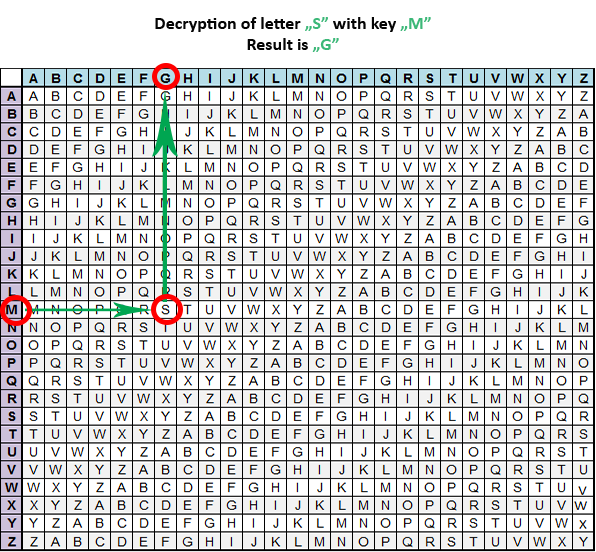 Decryption of letter „S” with key „M”
Result is „G”
A B C D E F G H I J K L M N O P Q R S T U V W X Y Z
A A B C D E F G H I J K L M N O P Q R S T U V W X Y Z
B B C D E F G I J K L M N O P Q R S T U V W X Y Z A
C C D E F G H J K L M N O P Q R S T U V W X Y Z A B
D D E F G H I K L M N O P Q R S T U V W X Y Z A B C
E E F G H I J K L M N O P Q R S T U V W X Y Z A B C D
F F G H I J K L M N O P Q R S T U V W X Y Z A B C D E
G G H I J K L M N O P Q R S T U V W X Y Z A B C D E F
H H I J K L M N O P Q R S T U V W X Y Z A B C D E F G
I I J K L M N O P Q R S T U V W X Y Z A B C D E F G H
J J K L M N O P Q R S T U V W X Y Z A B C D E F G H I
K K L M N O P Q R S T U V W X Y Z A B C D E F G H I J
L L M N O P Q R S T U V W X Y Z A B C D E F G H I J K
M M N O P Q R S T U V W X Y Z A B C D E F G H I J K L
N N O P Q R S T U V W X Y Z A B C D E F G H I J K L M
O O P Q R S T U V W X Y Z A B C D E F G H I J K L M N
P P Q R S T U V W X Y Z A B C D E F G H I J K L M N O
Q Q R S T U V W X Y Z A B C D E F G H I J K L M N O P
R R S T U V W X Y Z A B C D E F G H I J K L M N O P Q
S S T U V W X Y Z A B C D E F G H I J K L M N O P Q R
T T U V W X Y Z A B C D E F G H I J K L M N O P Q R S
U U V W X Y Z A B C D E F G H I J K L M N O P Q R S T
V V W X Y Z A B C D E F G H I J K L M N O P Q R S T U
W W X Y Z A B C D E F G H I J K L M N O P Q R S T U V
X X Y Z A B C D E F G H I J K L M N O P Q R S T U V W
Y Y Z A B C D E F G H I J K L M N O P Q R S T U V W X
Z Z A B C D E F G H I J K L M N O P Q R S T U V W X Y